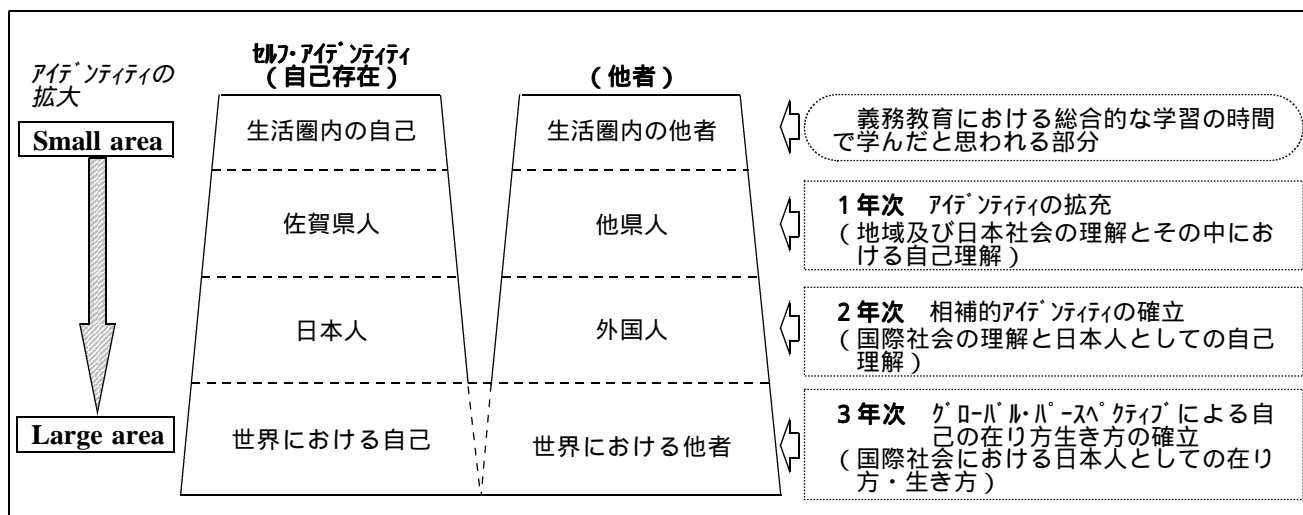 ｾﾙﾌ・ｱｲﾃﾞﾝﾃｨﾃｨ
（自己存在）
（他者）
ｱｲﾃﾞﾝﾃｨﾃｨの
拡大
Small area
Large area
生活圏内の自己
生活圏内の他者
義務教育における総合的な学習の時間
で学んだと思われる部分
佐賀県人
他県人
１年次　ｱｲﾃﾞﾝﾃｨﾃｨの拡充
（地域及び日本社会の理解とその中にお
ける自己理解）
日本人
外国人
２年次　相補的ｱｲﾃﾞﾝﾃｨﾃｨの確立
（国際社会の理解と日本人としての自己
理解）
世界における自己
世界における他者
３年次　ｸﾞﾛｰﾊﾞﾙ・ﾊﾟｰｽﾍﾟｸﾃｨﾌﾞによる自
己の在り方生き方の確立
（国際社会における日本人としての在り
方・生き方）